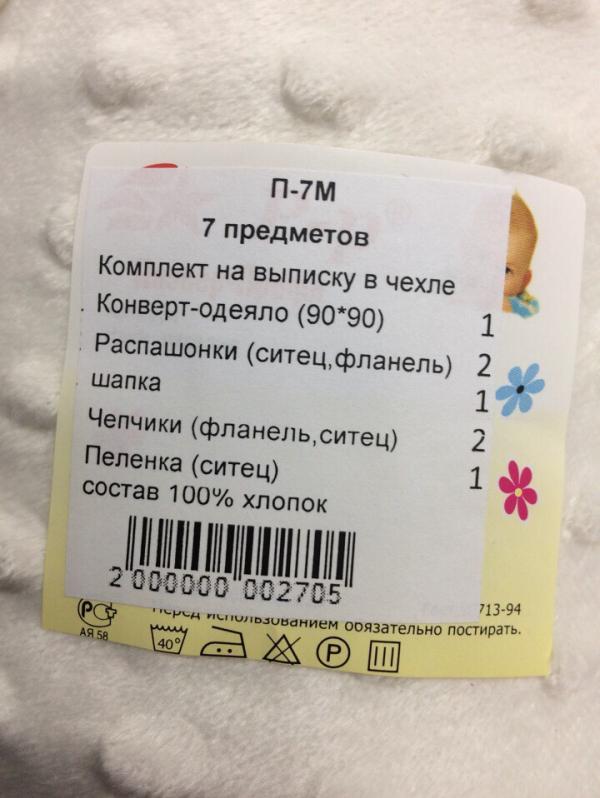 П-7М
7 предметов
Комплект на выписку в чехле
Конверт-одеяло (90*90) 1
Распашонки (ситец,фланель) 2
шапка 1
Чепчики (фланель,ситец) 2
Пеленка (ситец) 1
состав 100% хлопок
2 000000 002705
713-94
Перед использованием обязательно постирать.
АЯ 58
40°
P